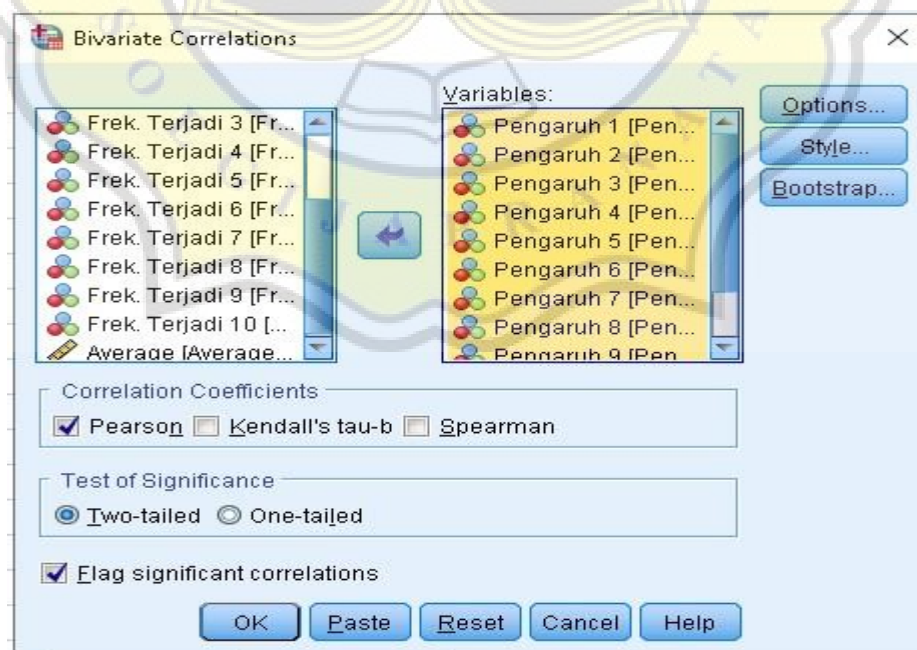 Bivariate Correlations
Variables:
Frek. Terjadi 3 [Fr...
Frek. Terjadi 4 [Fr...
Frek. Terjadi 5 [Fr...
Frek. Terjadi 6 [Fr...
Frek. Terjadi 7 [Fr...
Frek. Terjadi 8 [Fr...
Frek. Terjadi 9 [Fr...
Frek. Terjadi 10 [...
Average [Average...
Pengaruh 1 [Pen...
Pengaruh 2 [Pen...
Pengaruh 3 [Pen...
Pengaruh 4 [Pen...
Pengaruh 5 [Pen...
Pengaruh 6 [Pen...
Pengaruh 7 [Pen...
Pengaruh 8 [Pen...
Pengaruh 9 [Pen
Options...
Style...
Bootstrap...
Correlation Coefficients
Pearson Kendall's tau-b Spearman
Test of Significance
Two-tailed One-tailed
Flag significant correlations
OK Paste Reset Cancel Help